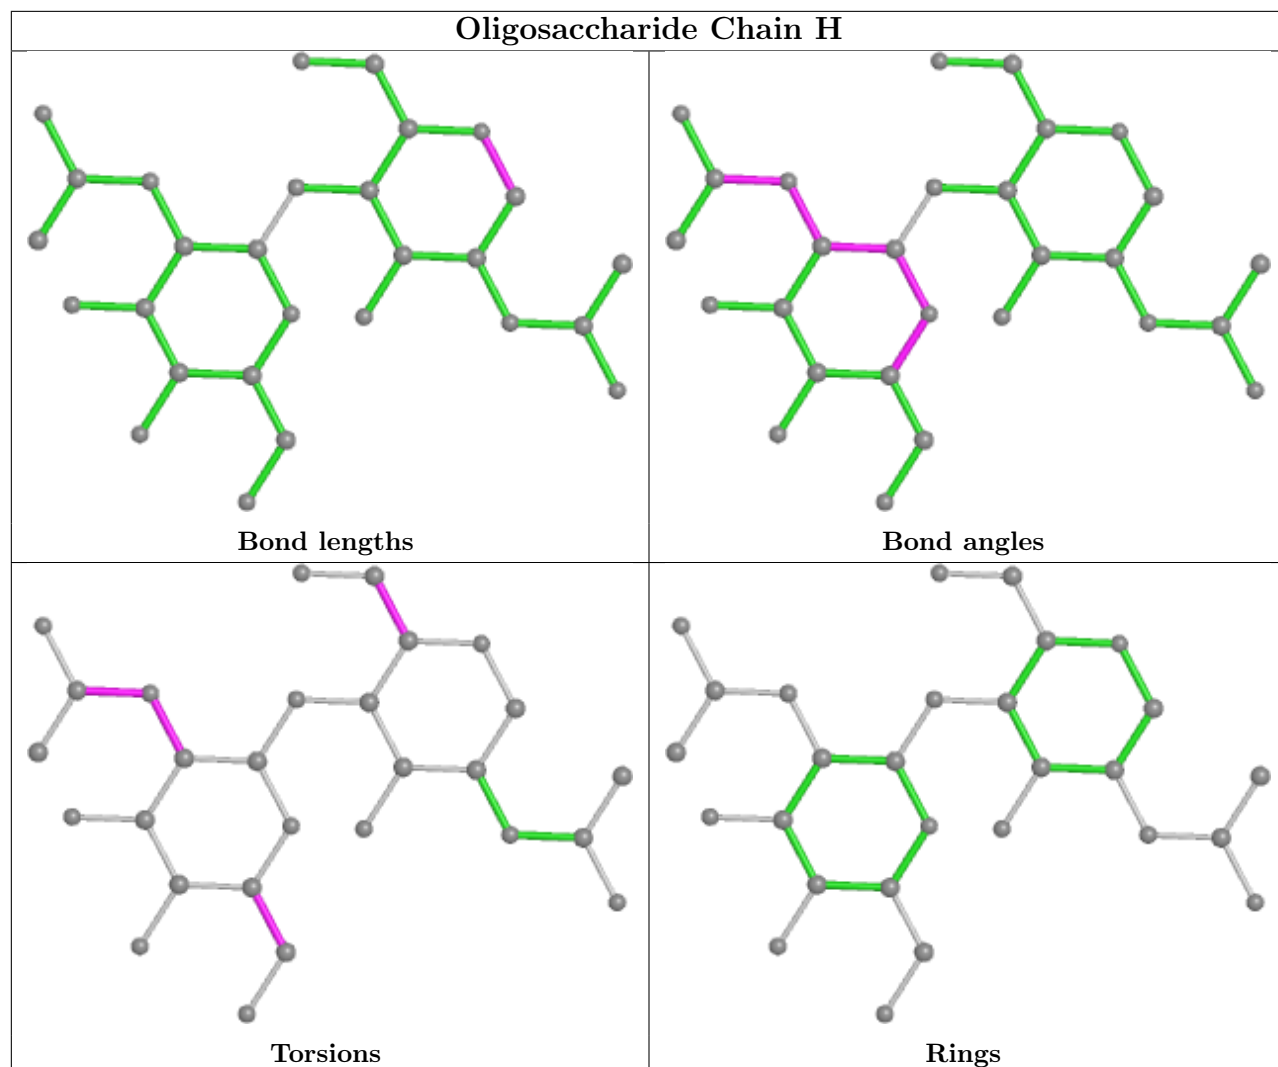 Oligosaccharide Chain H
Bond lengths
Bond angles
Torsions
Rings